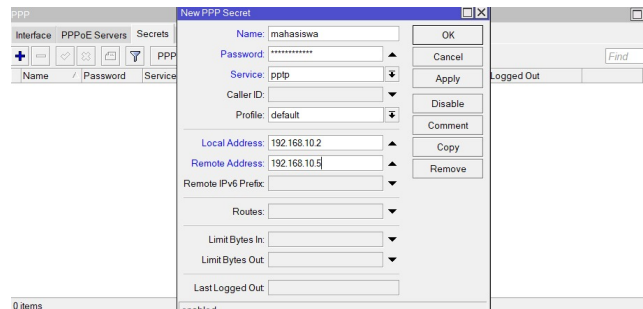 PPP
New PPP Secret
Interface PPPoE Servers Secrets
PPP
Find
Name / Password Service
Logged Out
Name: mahasiswa
OK
Password: ************
Cancel
Service: pptp
Apply
Caller ID:
Profile: default
Disable
Comment
Local Address: 192.168.10.2
Copy
Remote Address: 192.168.10.5
Remove
Remote IPv6 Prefix:
Routes:
Limit Bytes In:
Limit Bytes Out:
Last Logged Out:
0 items
enabled